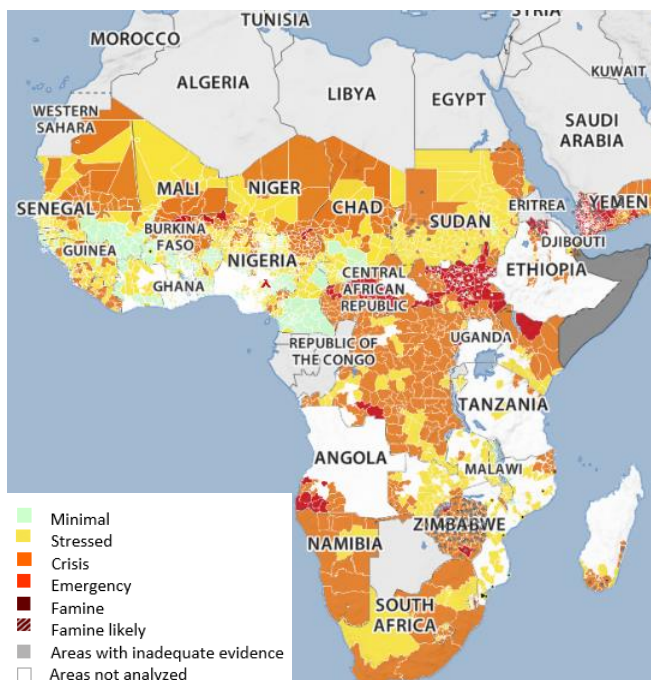 SYRIA
TUNISIA
MOROCCO
KUWAIT
ALGERIA
LIBYA
EGYPT
WESTERN
SAHARA
SAUDI
ARABIA
MALI
NIGER
CHAD
SUDAN
ERITREA
YEMEN
SENEGAL
BURKINA
FASO
DJIBOUTI
GUINEA
NIGERIA
ETHIOPIA
GHANA
CENTRAL
AFRICAN
REPUBLIC
REPUBLIC OF
THE CONGO
UGANDA
TANZANIA
ANGOLA
MALAWI
ZIMBABWE
NAMIBIA
SOUTH
AFRICA
Minimal
Stressed
Crisis
Emergency
Famine
Famine likely
Areas with inadequate evidence
Areas not analyzed